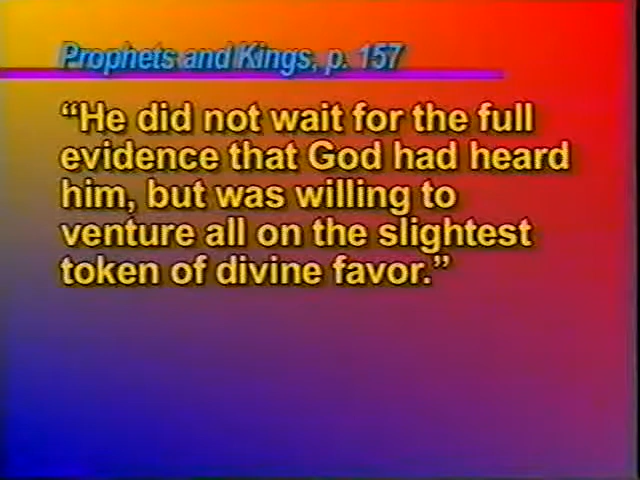 Prophets and Kings, p. 157
“He did not wait for the full
evidence that God had heard
him, but was willing to
venture all on the slightest
token of divine favor.”